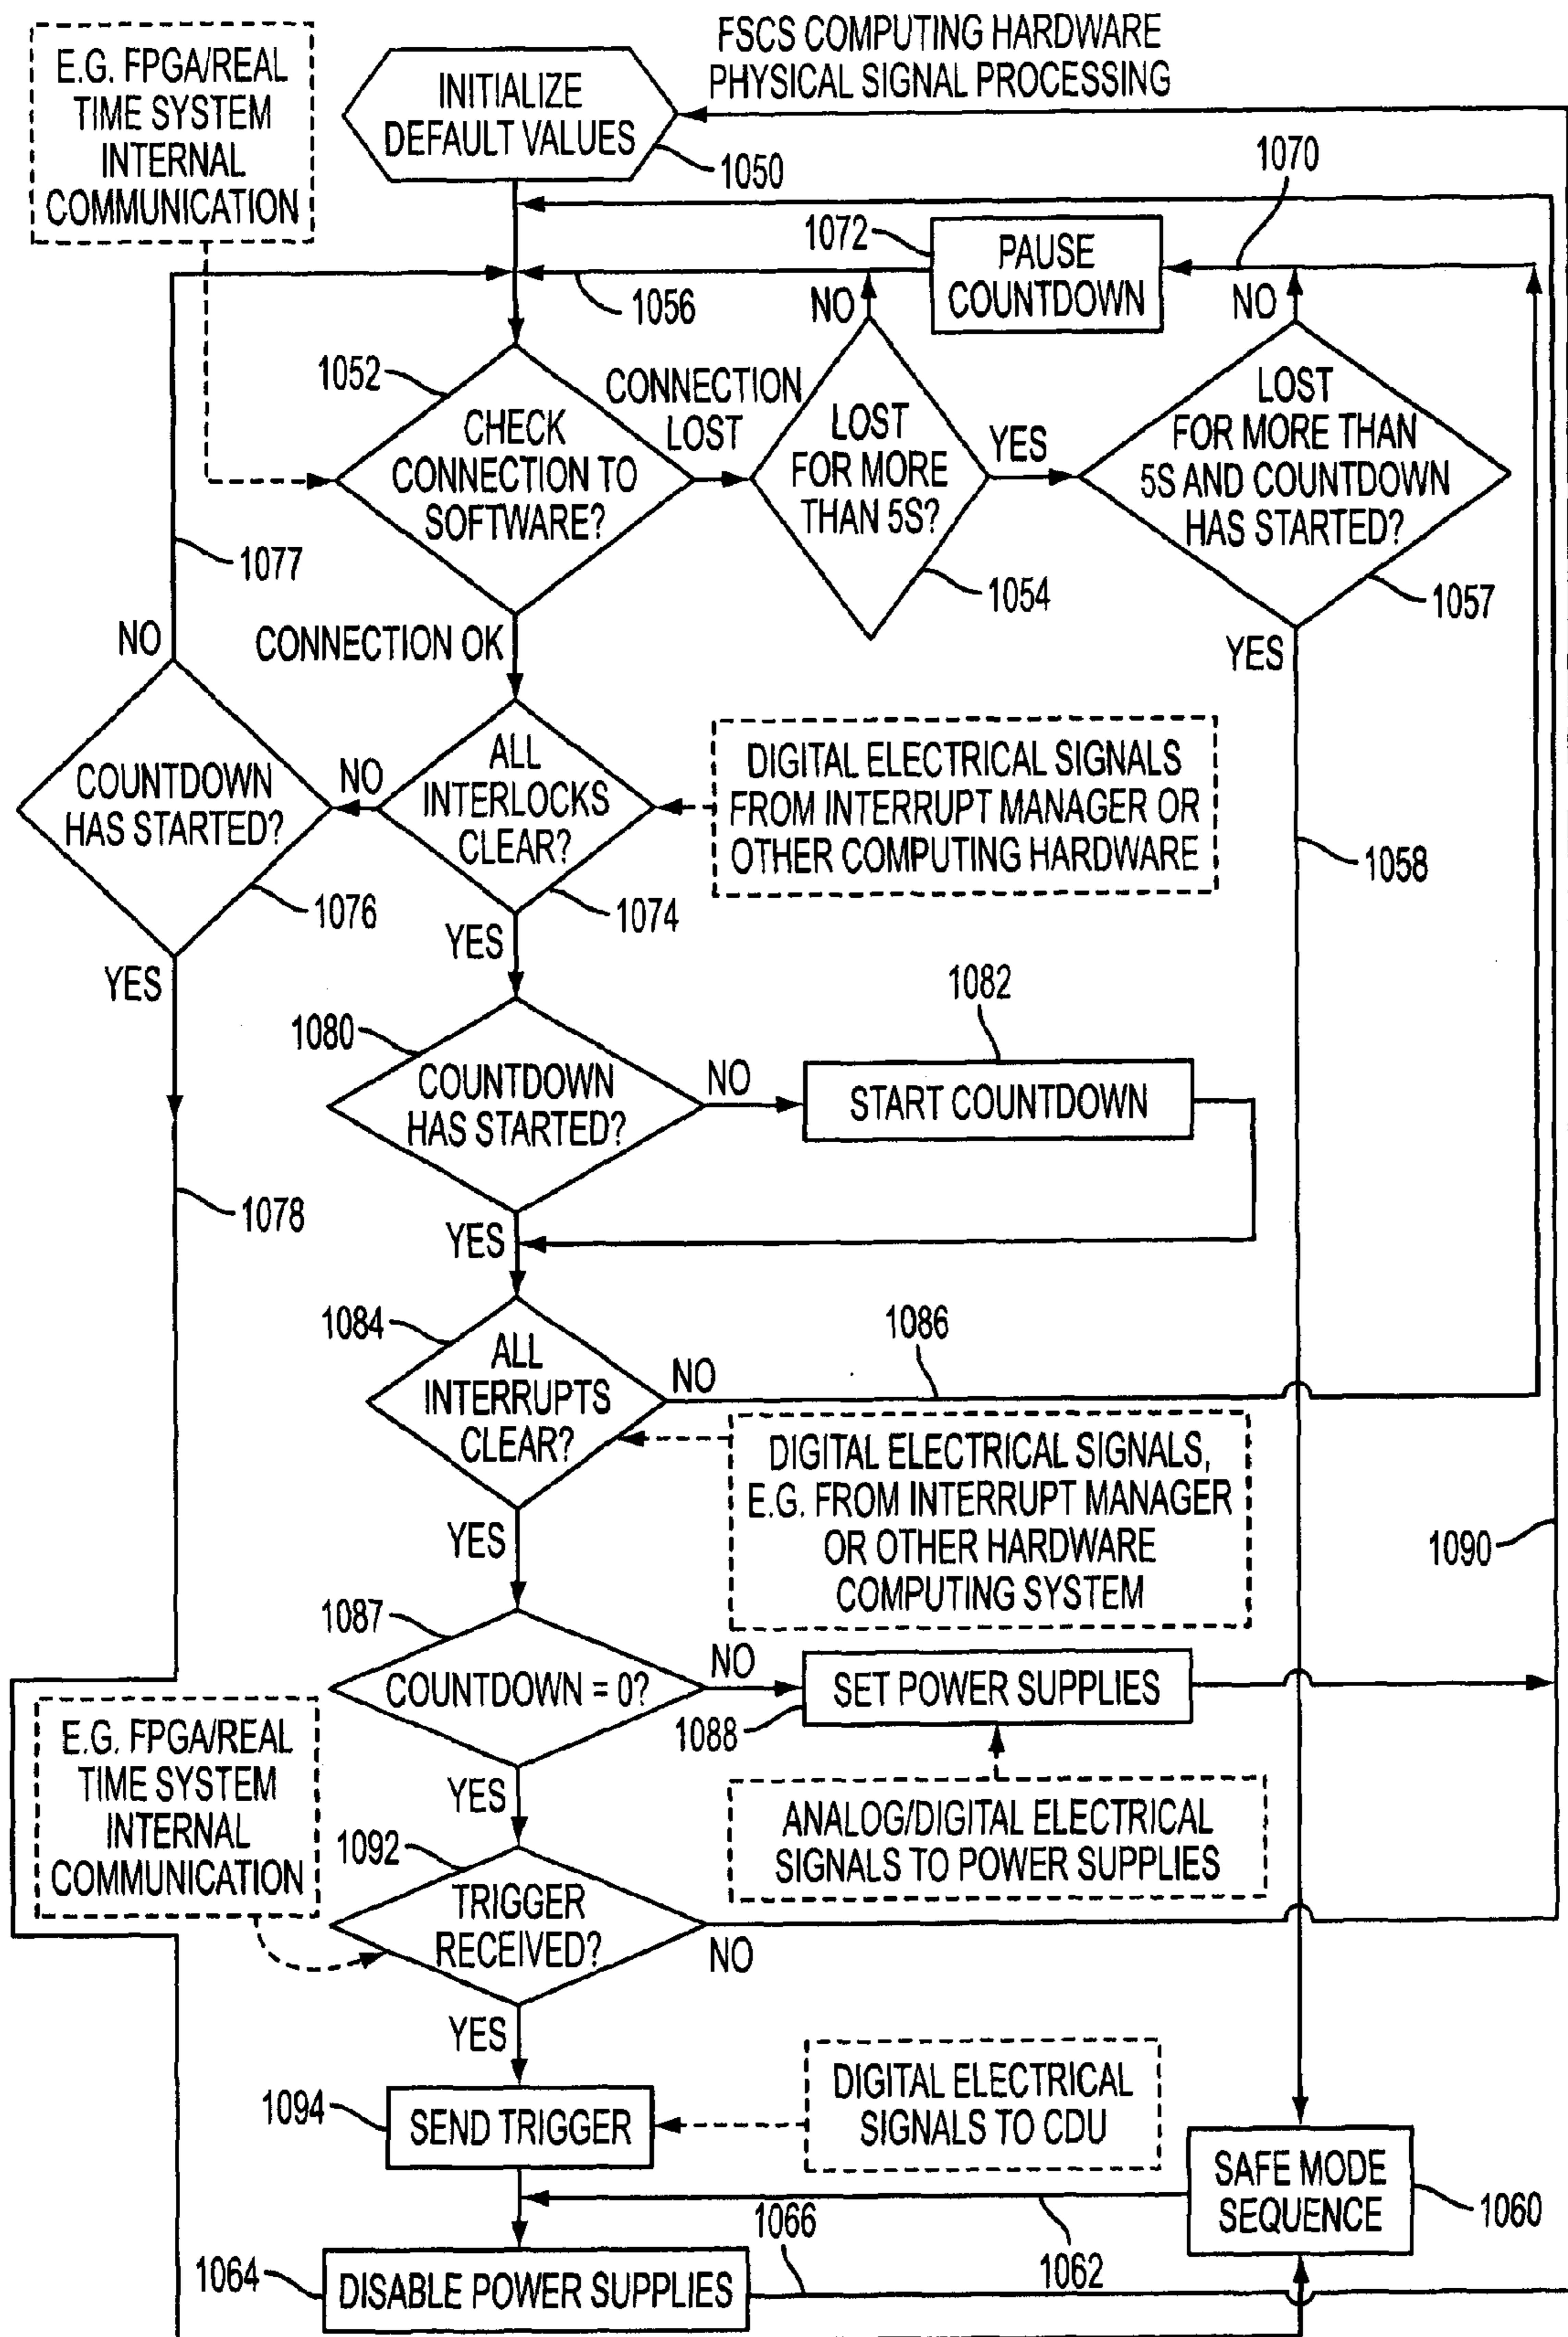 FSCS COMPUTING HARDWARE
PHYSICAL SIGNAL PROCESSING
E.G. FPGA/REAL
TIME SYSTEM
INTERNAL
COMMUNICATION
INITIALIZE
DEFAULT VALUES
1050
1070
1072
PAUSE
COUNTDOWN
1056
NO
NO
1052
CHECK
CONNECTION TO
SOFTWARE?
CONNECTION
LOST
LOST
FOR MORE
THAN 5S?
YES
1054
LOST
FOR MORE THAN
5S AND COUNTDOWN
HAS STARTED?
1057
1077
NO
CONNECTION OK
YES
COUNTDOWN
HAS STARTED?
NO
ALL
INTERLOCKS
CLEAR?
DIGITAL ELECTRICAL SIGNALS
FROM INTERRUPT MANAGER OR
OTHER COMPUTING HARDWARE
1058
1076
1074
YES
YES
1082
1080
COUNTDOWN
HAS STARTED?
NO
START COUNTDOWN
1078
YES
1084
ALL
INTERRUPTS
CLEAR?
NO
1086
DIGITAL ELECTRICAL SIGNALS,
E.G. FROM INTERRUPT MANAGER
OR OTHER HARDWARE
COMPUTING SYSTEM
1090
YES
1087
COUNTDOWN = 0?
NO
SET POWER SUPPLIES
1088
E.G. FPGA/REAL
TIME SYSTEM
INTERNAL
COMMUNICATION
YES
ANALOG/DIGITAL ELECTRICAL
SIGNALS TO POWER SUPPLIES
1092
TRIGGER
RECEIVED?
NO
YES
1094
SEND TRIGGER
DIGITAL ELECTRICAL
SIGNALS TO CDU
SAFE MODE
SEQUENCE
1060
1066
1062
1064
DISABLE POWER SUPPLIES